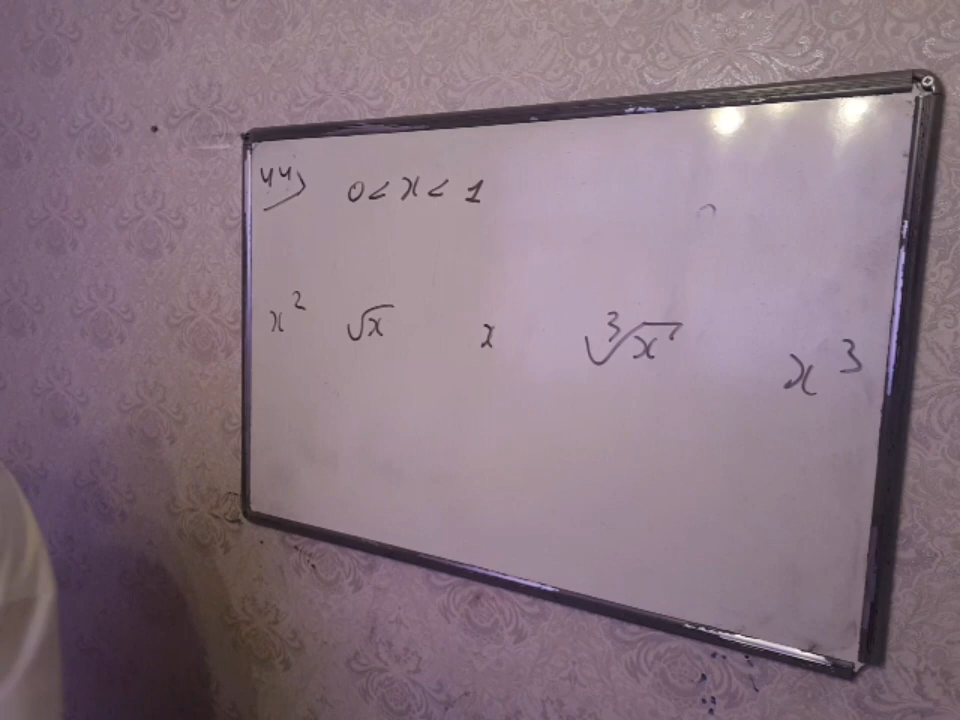 44)
0 < x < 1
x² √x x ∛x x³